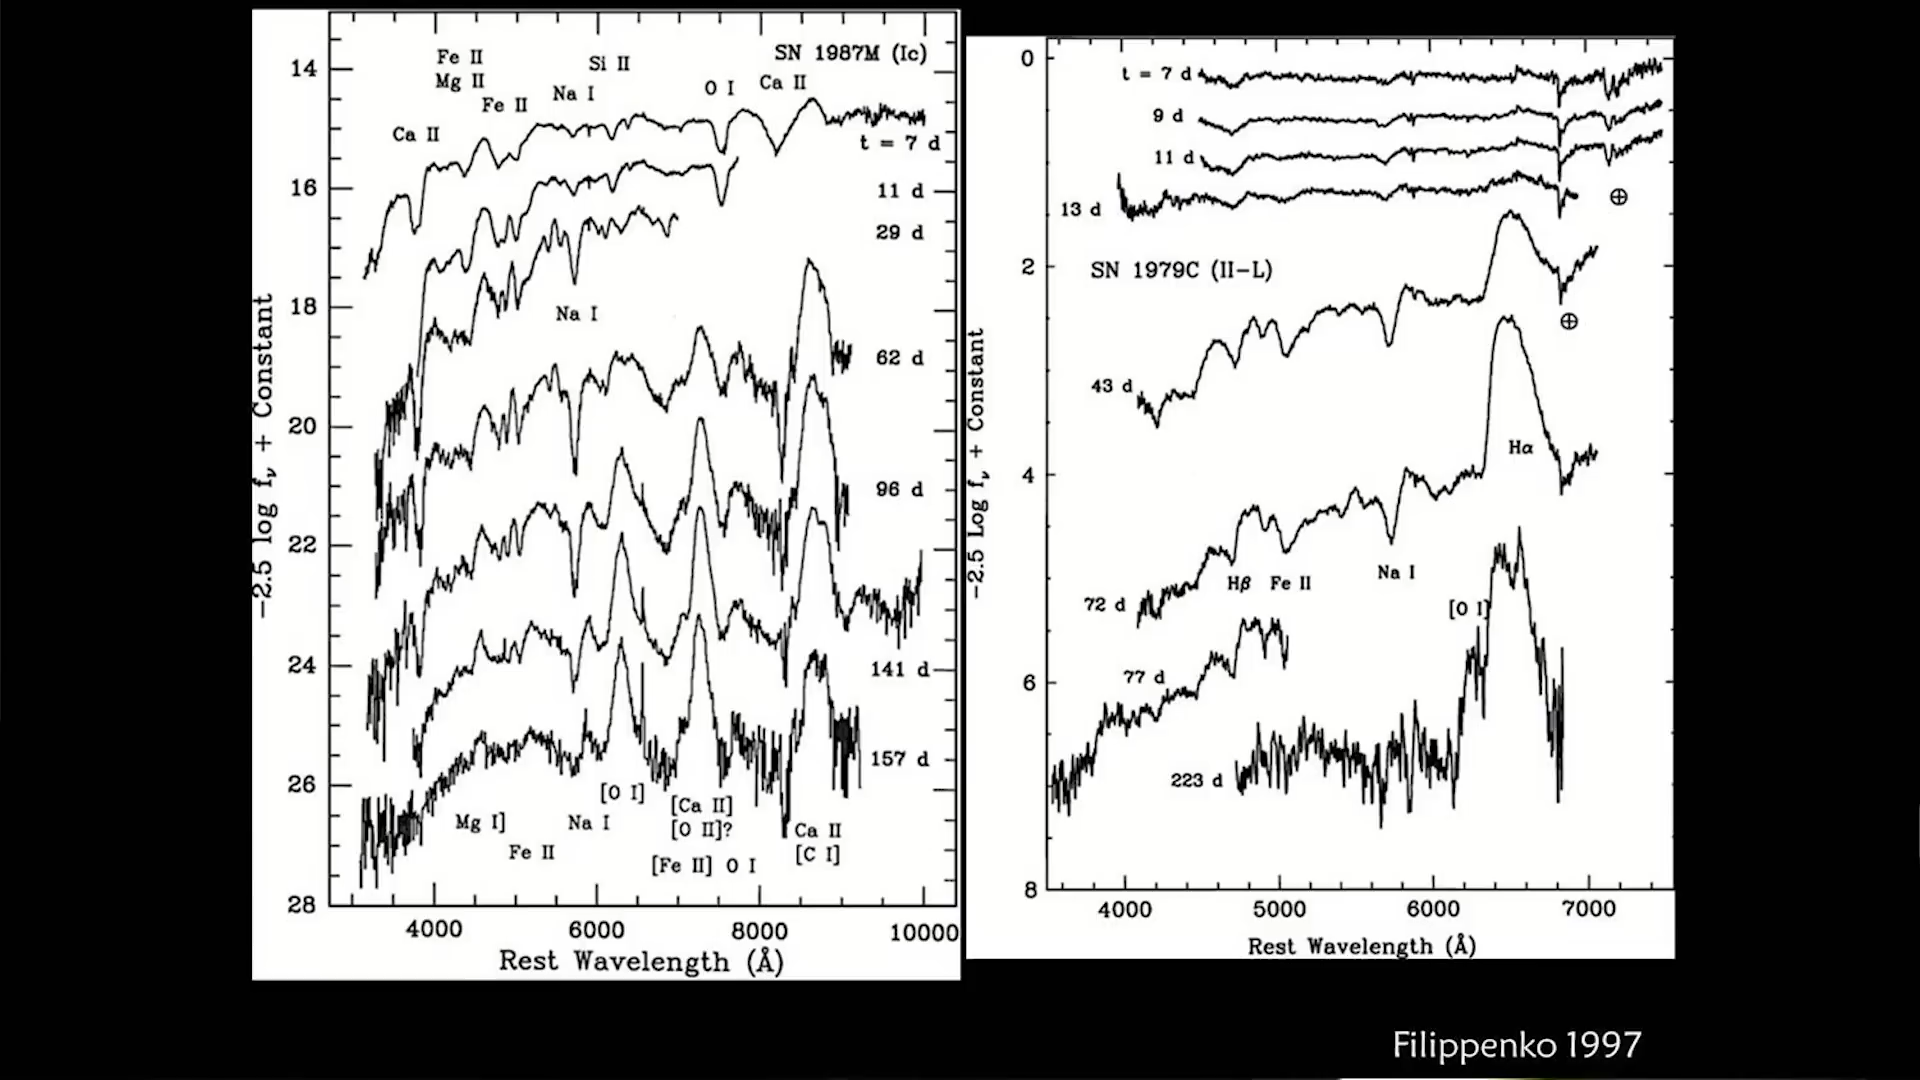 SN 1987M (Ic)
Fe II
Mg II
Fe II
Si II
Na I
O I
Ca II
Ca II
t = 7 d
11 d
29 d
Na I
62 d
96 d
141 d
157 d
[O I]
[Ca II]
[O II]?
Mg I]
Na I
Fe II
[Fe II] O I
Ca II
[C I]
14
16
18
20
22
24
26
28
-2.5 log fν + Constant
4000
6000
8000
10000
Rest Wavelength (Å)
t = 7 d
9 d
11 d
13 d
⊕
SN 1979C (II-L)
⊕
43 d
Hα
Hβ
Fe II
Na I
72 d
[O I]
77 d
223 d
0
2
4
6
8
-2.5 Log fν + Constant
4000
5000
6000
7000
Rest Wavelength (Å)
Filippenko 1997